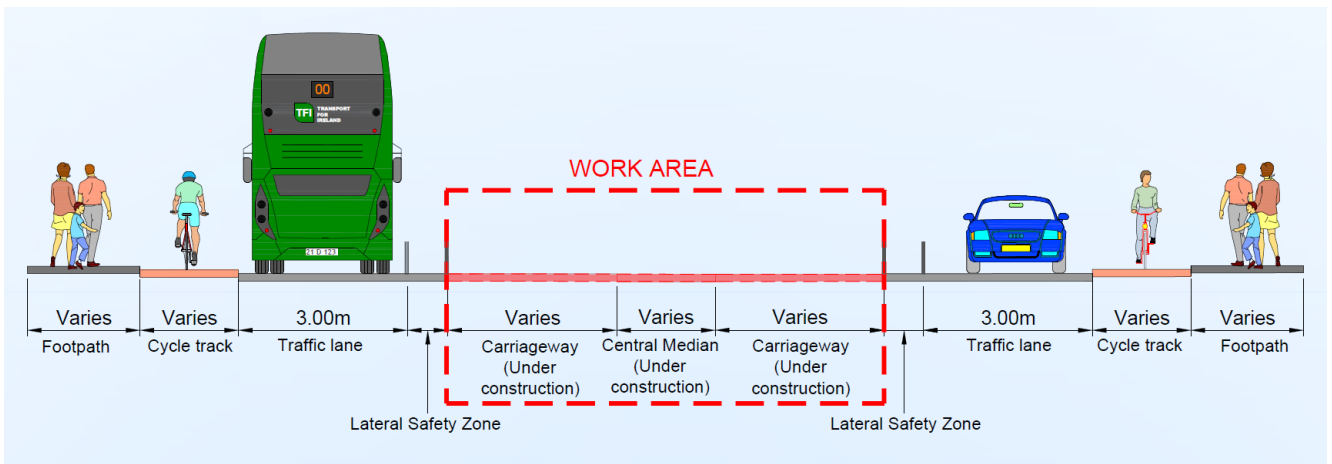 00
TFI
TRANSPORT
FOR
IRELAND
WORK AREA
21 D 123
Varies
Varies
3.00m
Varies
Varies
Varies
3.00m
Varies
Varies
Footpath
Cycle track
Traffic lane
Carriageway
(Under
construction)
Central Median
(Under
construction)
Carriageway
(Under
construction)
Traffic lane
Cycle track
Footpath
Lateral Safety Zone
Lateral Safety Zone